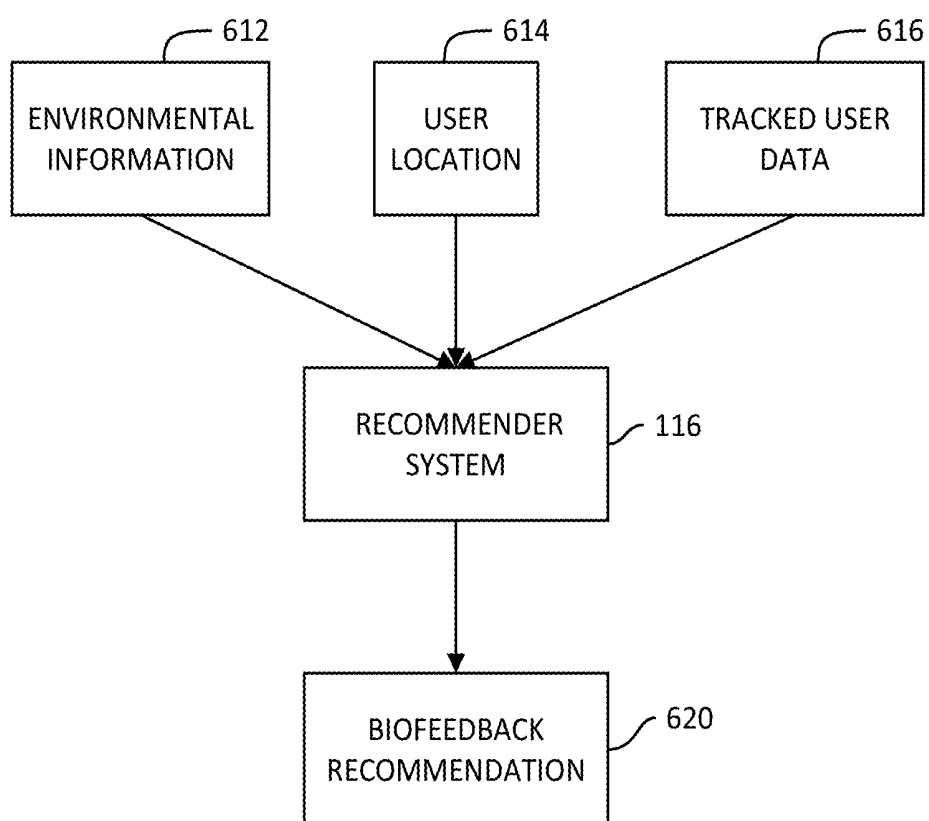 612
614
616
ENVIRONMENTAL
INFORMATION
USER
LOCATION
TRACKED USER
DATA
RECOMMENDER
SYSTEM
116
BIOFEEDBACK
RECOMMENDATION
620